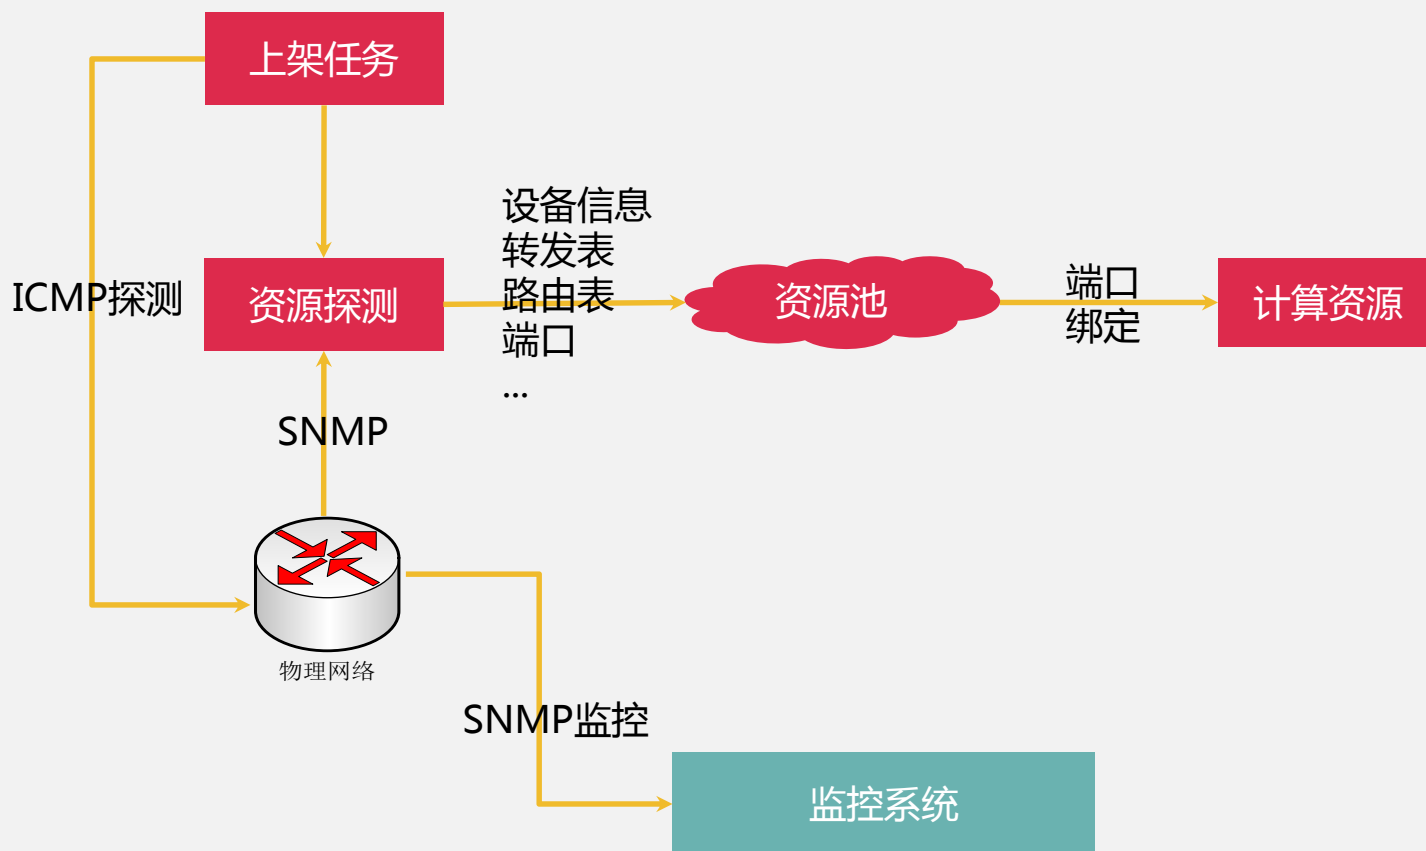 上架任务
设备信息
转发表
路由表
端口
...
ICMP探测
资源探测
资源池
端口
绑定
计算资源
SNMP
物理网络
SNMP监控
监控系统